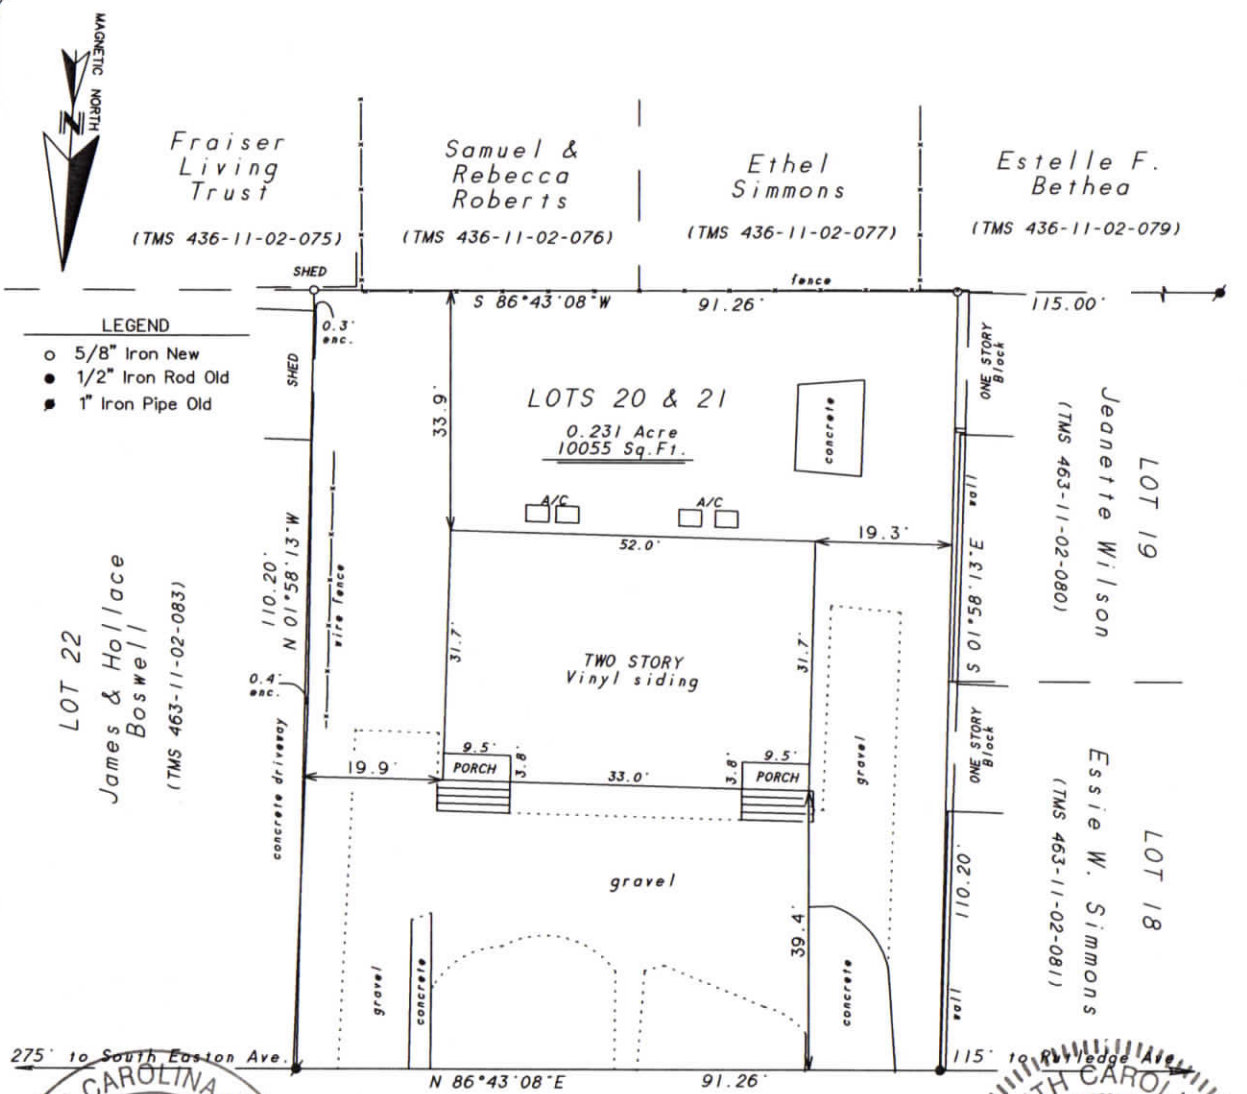 MAGNETIC NORTH
N
Fraiser
Living
Trust
(TMS 436-11-02-075)
Samuel &
Rebecca
Roberts
(TMS 436-11-02-076)
Ethel
Simmons
(TMS 436-11-02-077)
Estelle F.
Bethea
(TMS 436-11-02-079)
SHED
fence
S 86°43'08"W
91.26'
115.00'
LEGEND
5/8" Iron New
1/2" Iron Rod Old
1" Iron Pipe Old
0.3'
enc.
SHED
33.9'
LOTS 20 & 21
0.231 Acre
10055 Sq.Ft.
concrete
ONE STORY
Block
LOT 19
Jeanette Wilson
(TMS 463-11-02-080)
A/C
A/C
52.0'
19.3'
wall
S 01°58'13"E
110.20'
N 01°58'13"W
wire fence
LOT 22
James & Hollace
Boswell
(TMS 463-11-02-083)
31.7'
31.7'
TWO STORY
Vinyl siding
0.4'
enc.
concrete driveway
19.9'
9.5'
PORCH
3.8'
33.0'
3.8'
9.5'
PORCH
gravel
ONE STORY
Block
LOT 18
Essie W. Simmons
(TMS 463-11-02-081)
110.20'
gravel
39.4'
gravel
concrete
concrete
wall
275' to South Easton Ave.
N 86°43'08"E
91.26'
115' to Rutledge Ave.
CAROLINA
TH CAROL